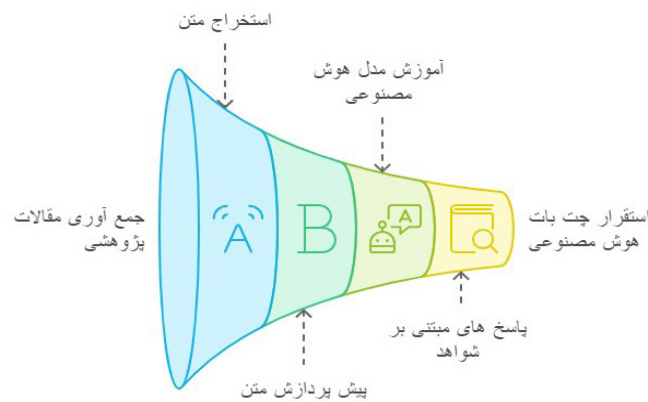 استخراج متن
آموزش مدل هوش
مصنوعی
جمع آوری مقالات
پژوهشی
A
B
A
استقرار چت بات
هوش مصنوعی
پاسخ های مبتنی بر
شواهد
پیش پردازش متن